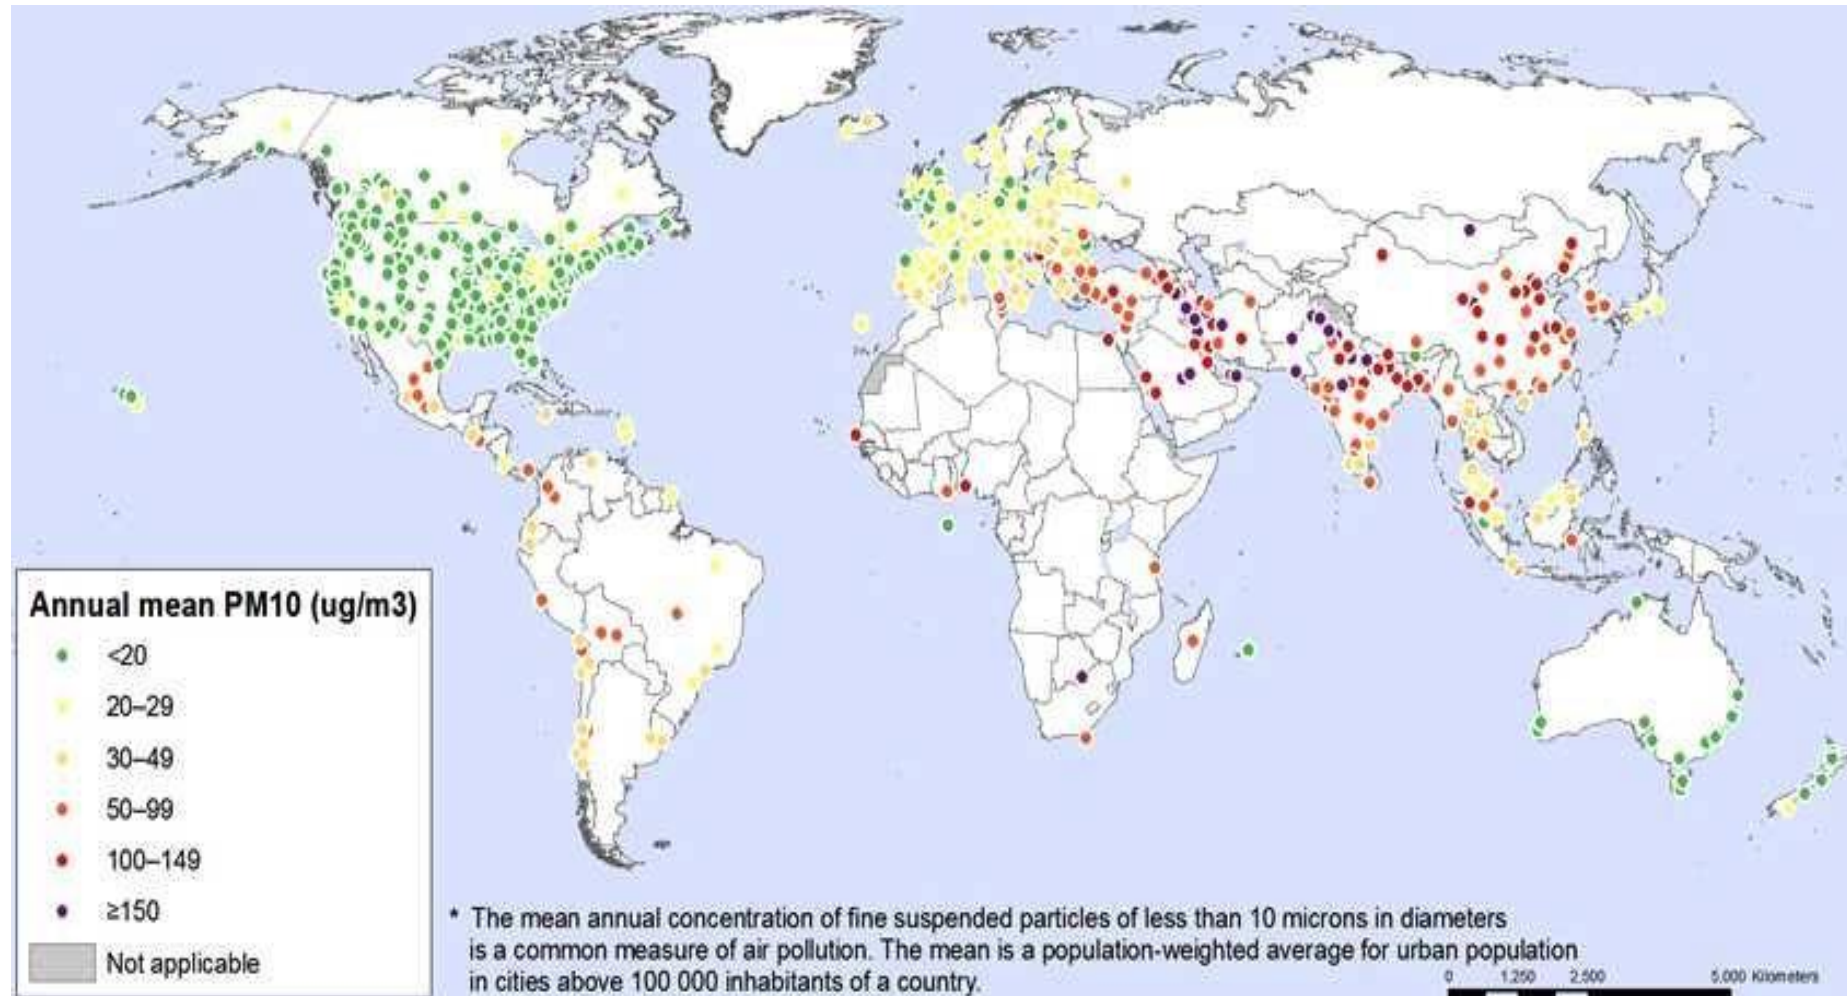 Annual mean PM10 (ug/m3)
<20
20–29
30–49
50–99
100–149
≥150
Not applicable
* The mean annual concentration of fine suspended particles of less than 10 microns in diameters
is a common measure of air pollution. The mean is a population-weighted average for urban population
in cities above 100 000 inhabitants of a country.
0 1,250 2,500 5,000 Kilometers